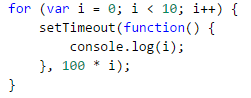 for (var i = 0; i < 10; i++) {
    setTimeout(function() {
        console.log(i);
    }, 100 * i);
}